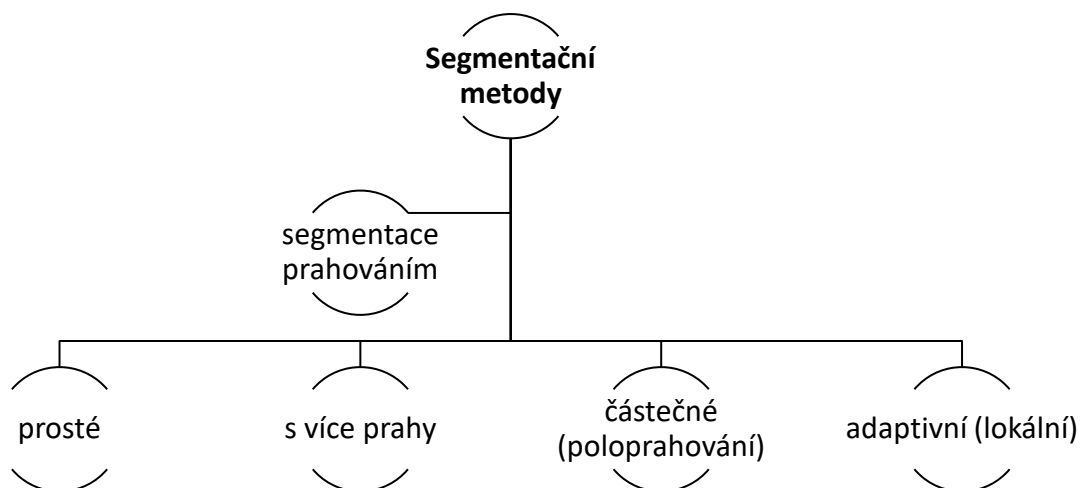 Segmentační
metody
segmentace
prahováním
prosté
s více prahy
částečné
(poloprahování)
adaptivní (lokální)